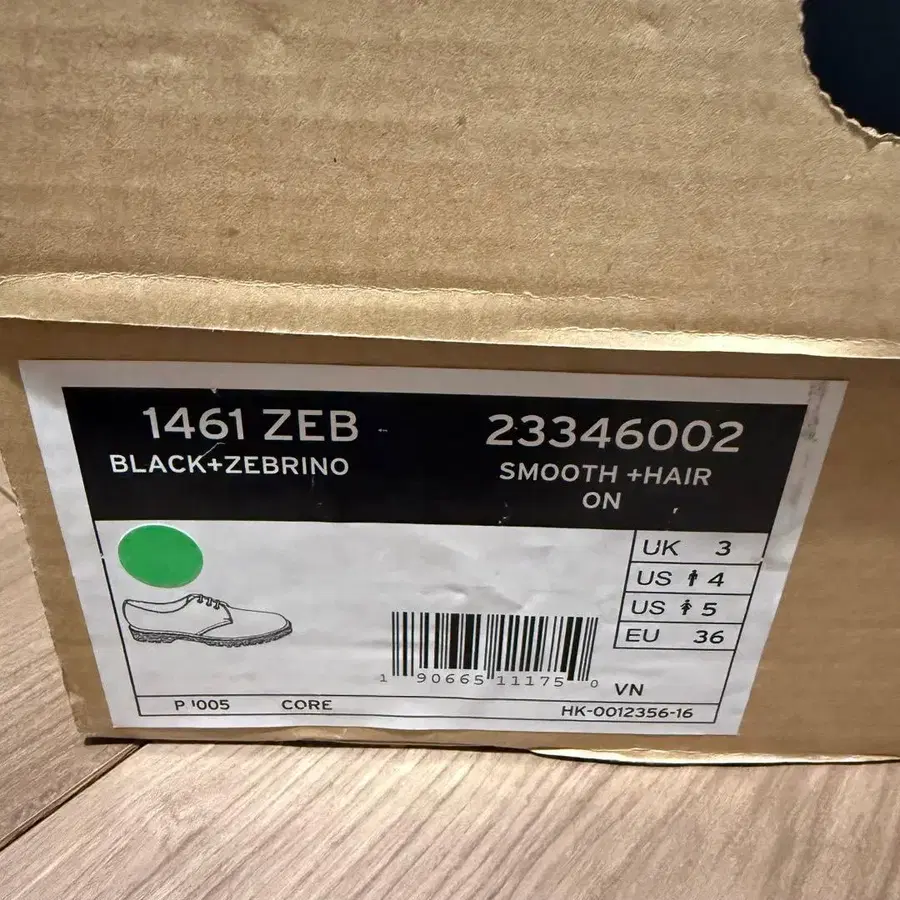 1461 ZEB
BLACK+ZEBRINO
23346002
SMOOTH +HAIR
ON
UK 3
US 4
US 5
EU 36
1 90665 11175 0
VN
CORE
HK-0012356-16